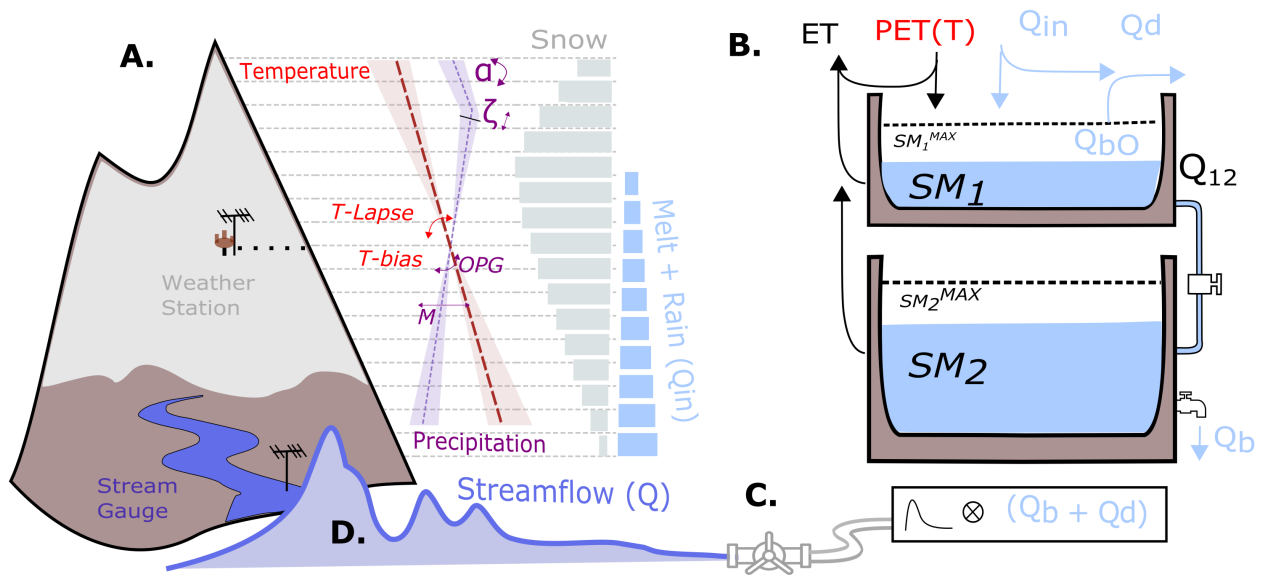 A.
Snow
Temperature
α
ζ
T-Lapse
T-bias
OPG
M
Weather
Station
Melt + Rain (Qin)
Precipitation
Stream
Gauge
Streamflow (Q)
D.
B.
ET
PET(T)
Qin
Qd
SM1MAX
QbO
SM1
Q12
SM2MAX
SM2
Qb
C.
⊗ (Qb + Qd)